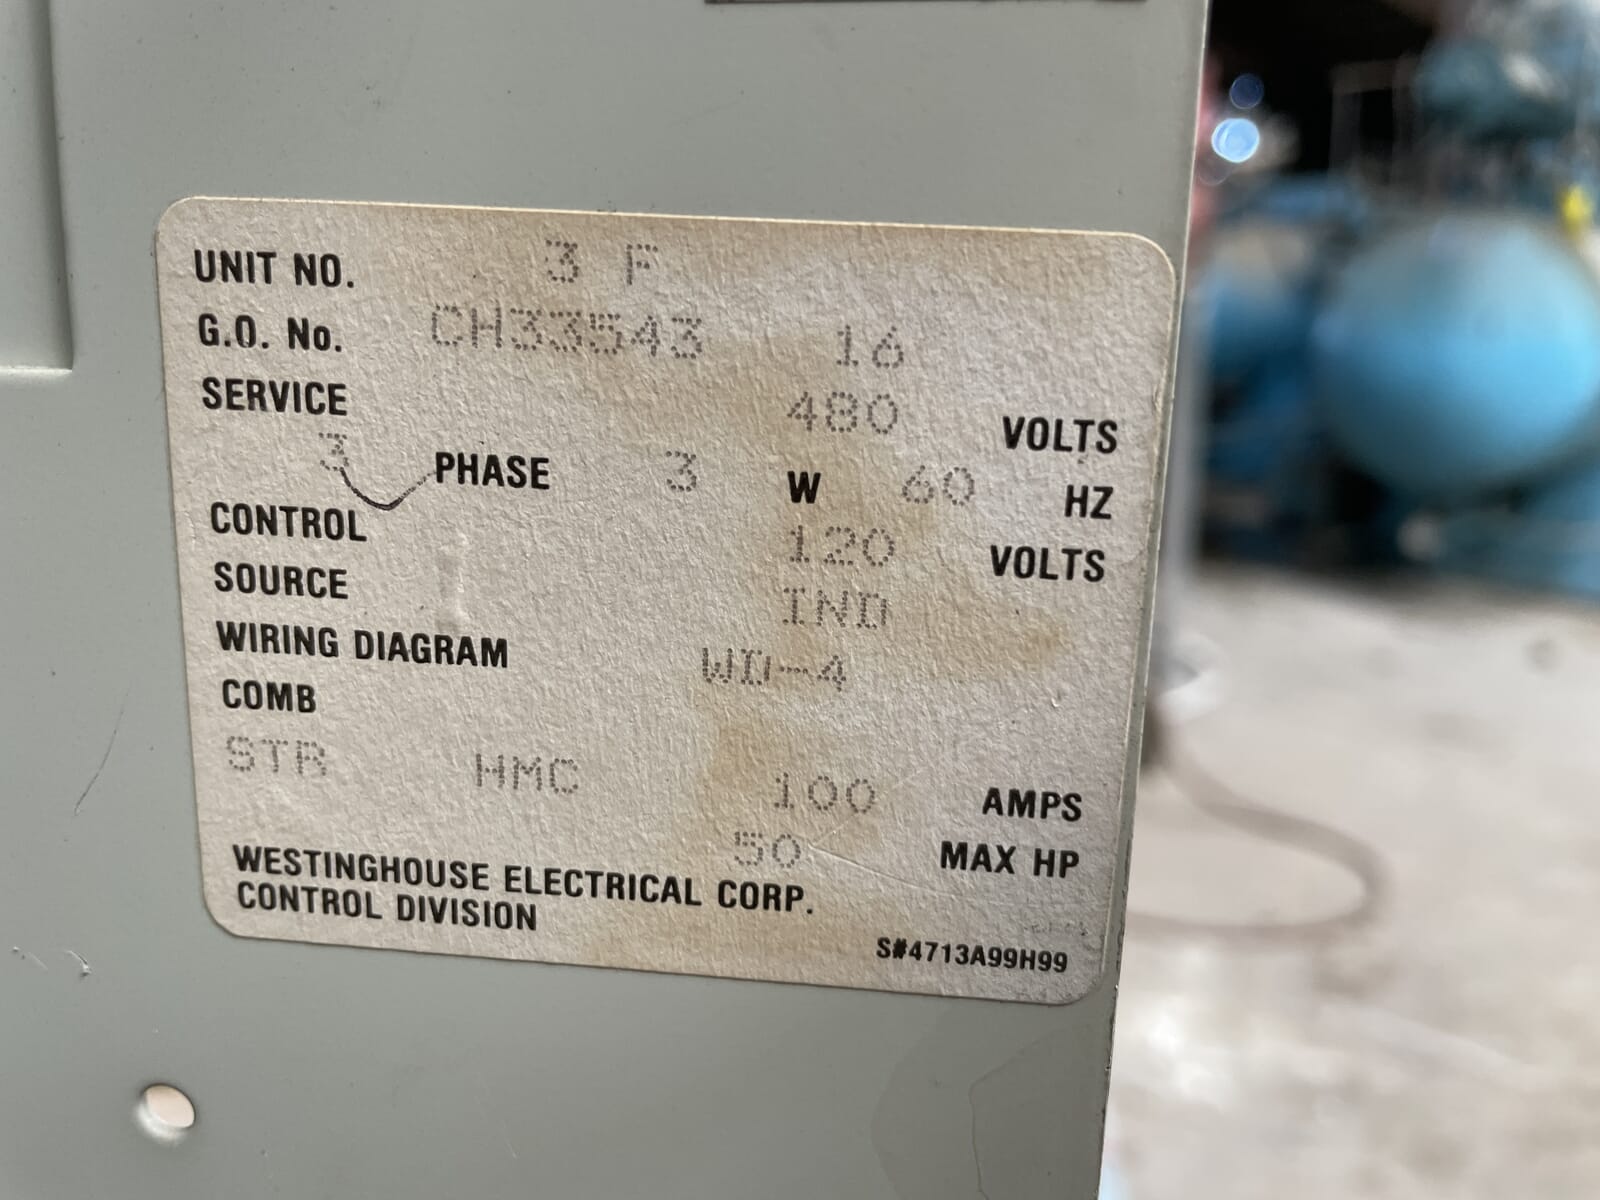 UNIT NO. 3 F
G.O. No. CH33543 16
SERVICE 480 VOLTS
3 PHASE 3 W 60 HZ
CONTROL 120 VOLTS
SOURCE IND
WIRING DIAGRAM WD-4
COMB
STR HMC 100 AMPS
50 MAX HP
WESTINGHOUSE ELECTRICAL CORP.
CONTROL DIVISION
S#4713A99H99